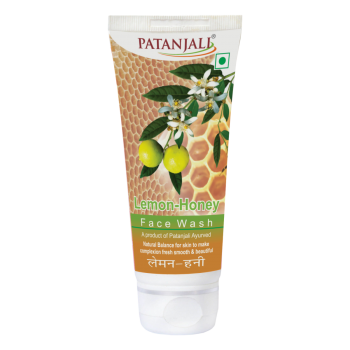 PATANJALI®
Lemon-Honey
Face Wash
A product of Patanjali Ayurved
Natural Balance for skin to make
complexion fresh smooth & beautiful
लेमन-हनी